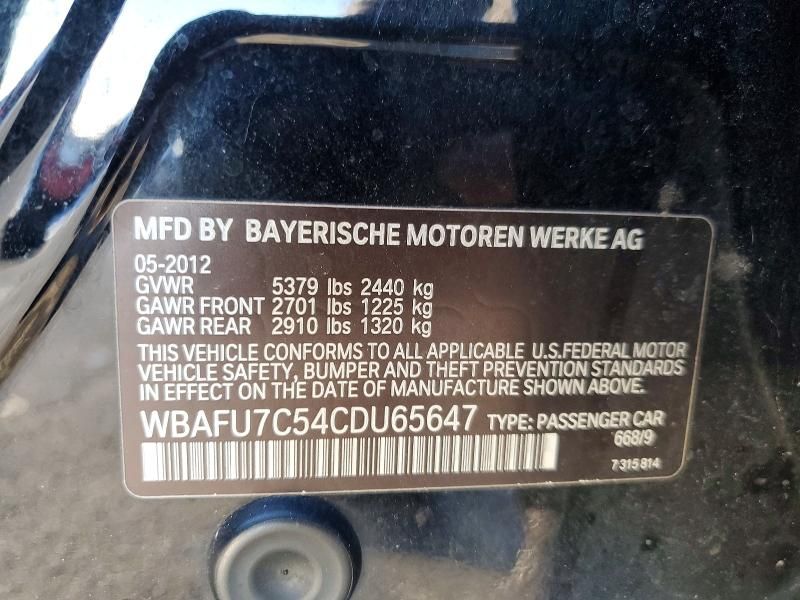 MFD BY BAYERISCHE MOTOREN WERKE AG
05-2012
GVWR 5379 lbs 2440 kg
GAWR FRONT 2701 lbs 1225 kg
GAWR REAR 2910 lbs 1320 kg
THIS VEHICLE CONFORMS TO ALL APPLICABLE U.S.FEDERAL MOTOR
VEHICLE SAFETY, BUMPER AND THEFT PREVENTION STANDARDS
IN EFFECT ON THE DATE OF MANUFACTURE SHOWN ABOVE.
WBAFU7C54CDU65647 TYPE: PASSENGER CAR
668/9
7 315 814